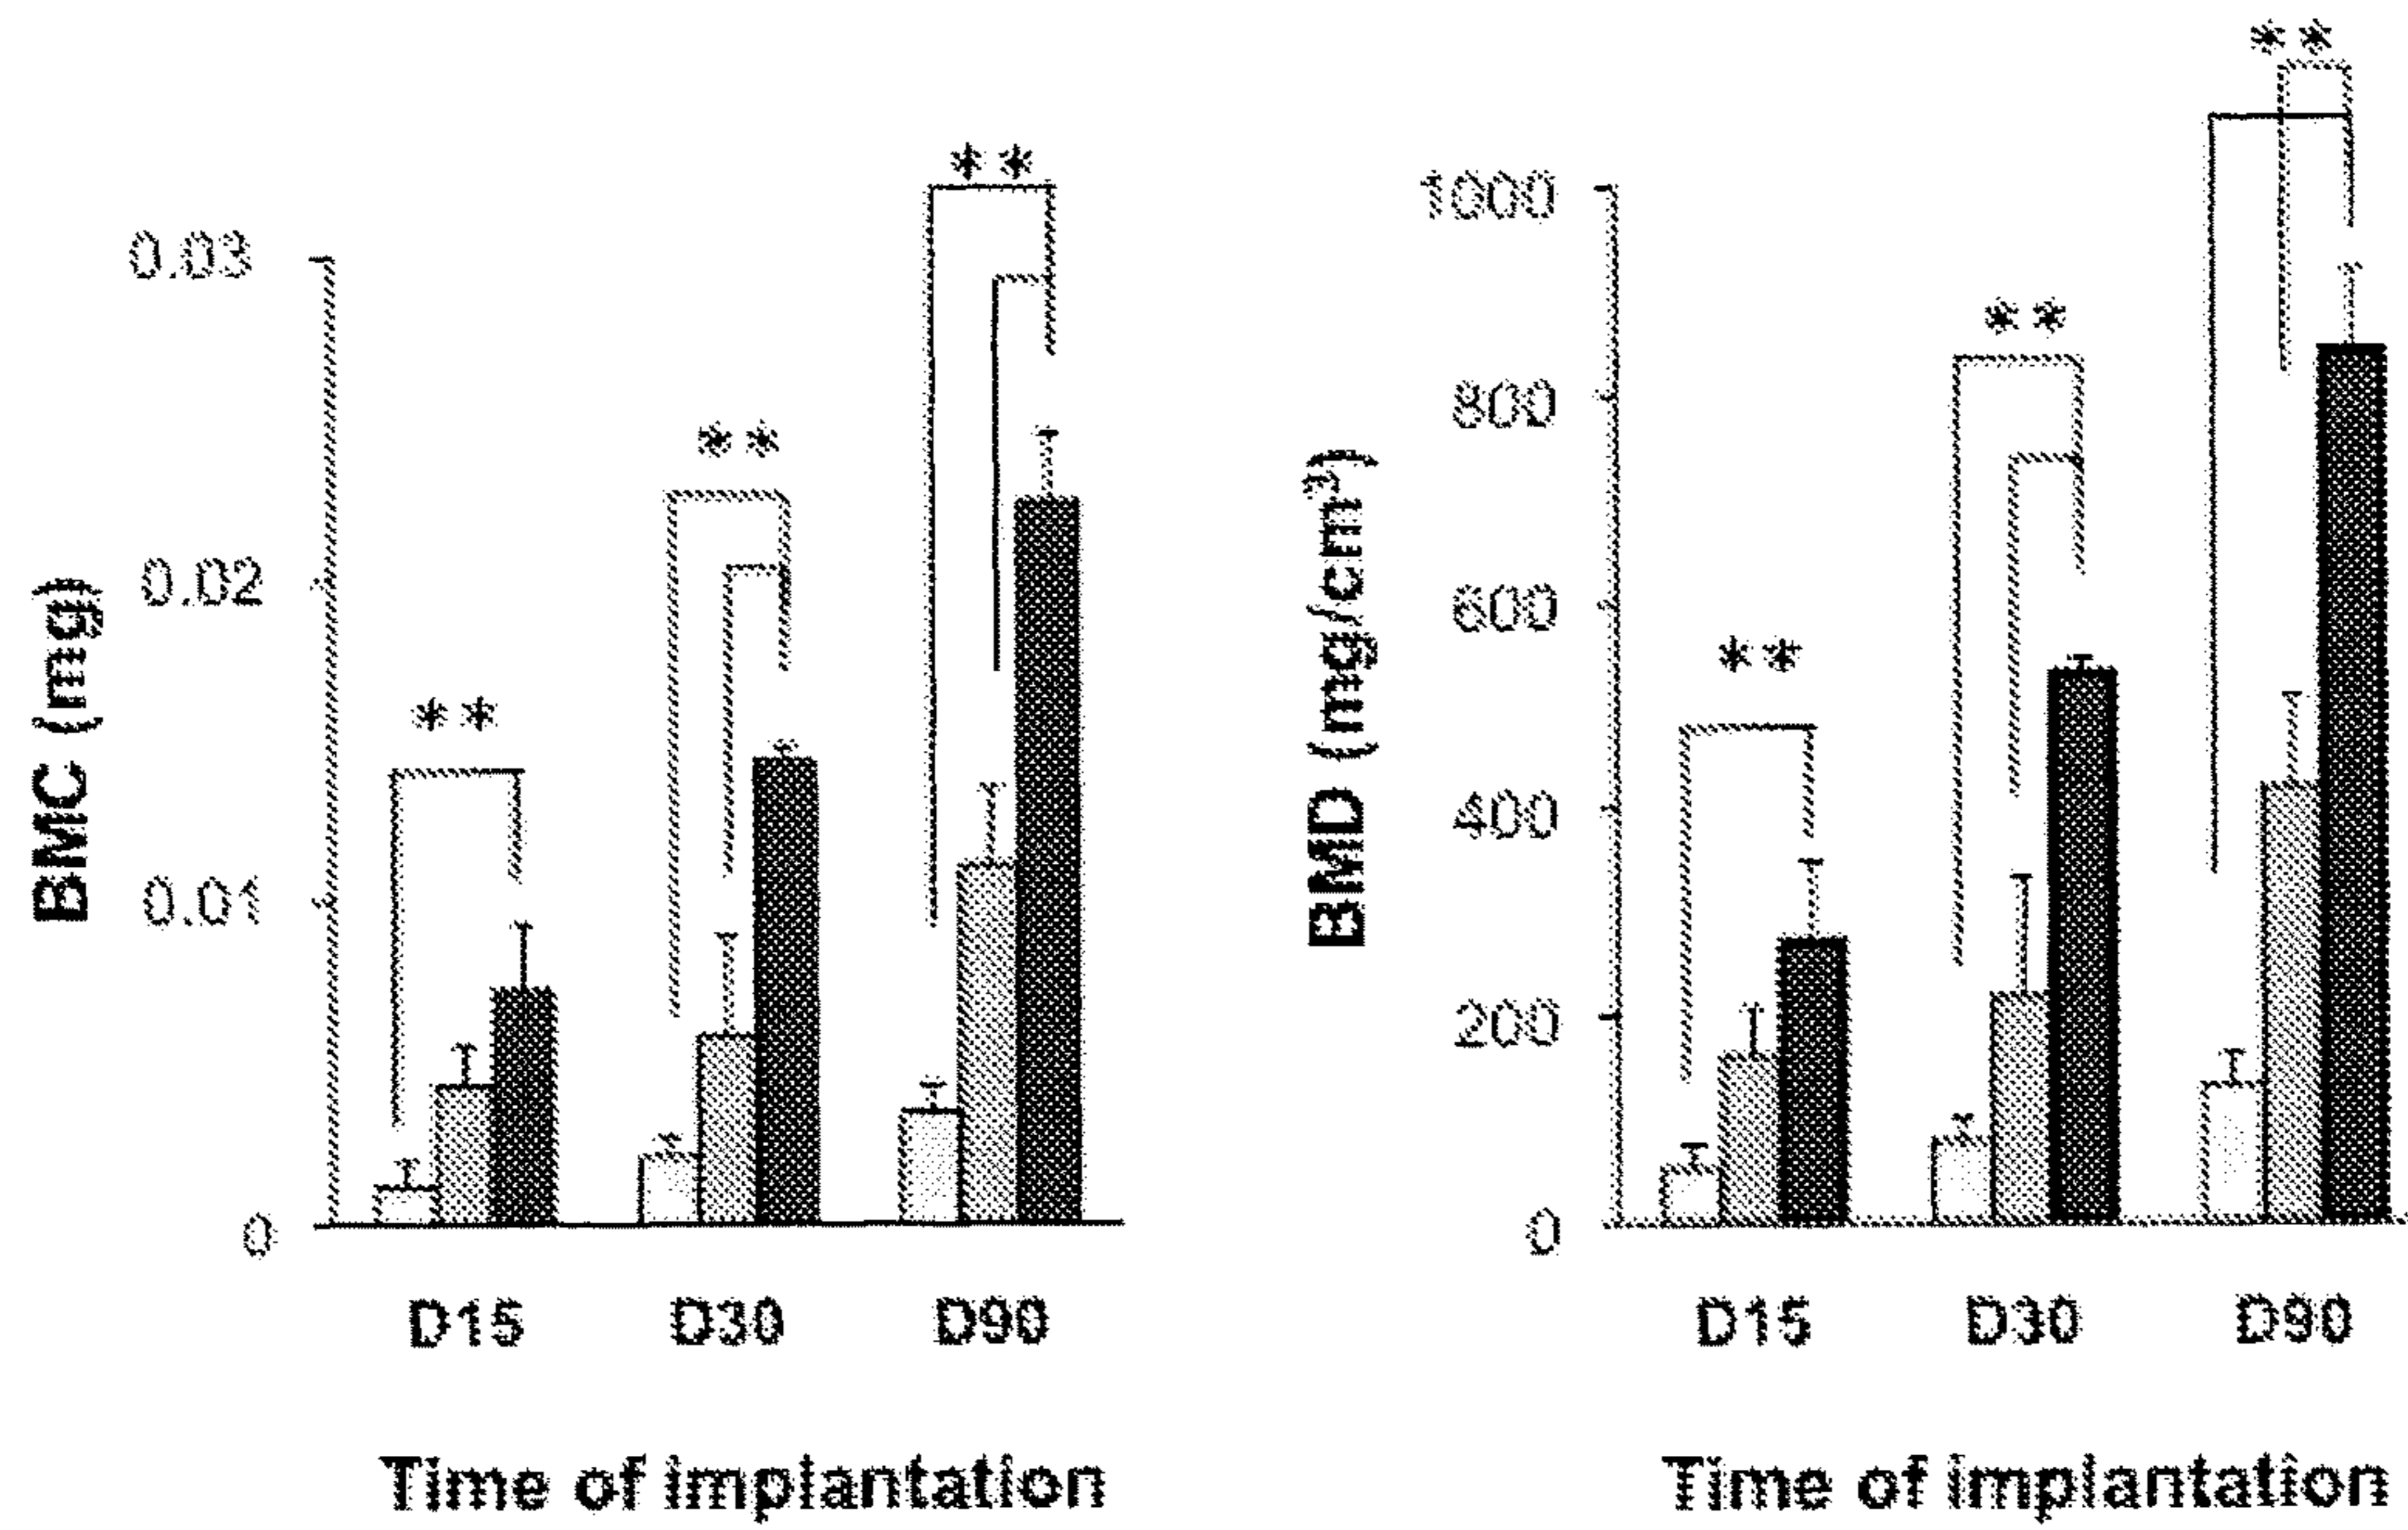 **
**
**
**
**
**
0.03
0.02
0.01
0
BMC (mg)
D15 D30 D90
Time of implantation
1000
800
600
400
200
0
BMD (mg/cm³)
D15 D30 D90
Time of implantation